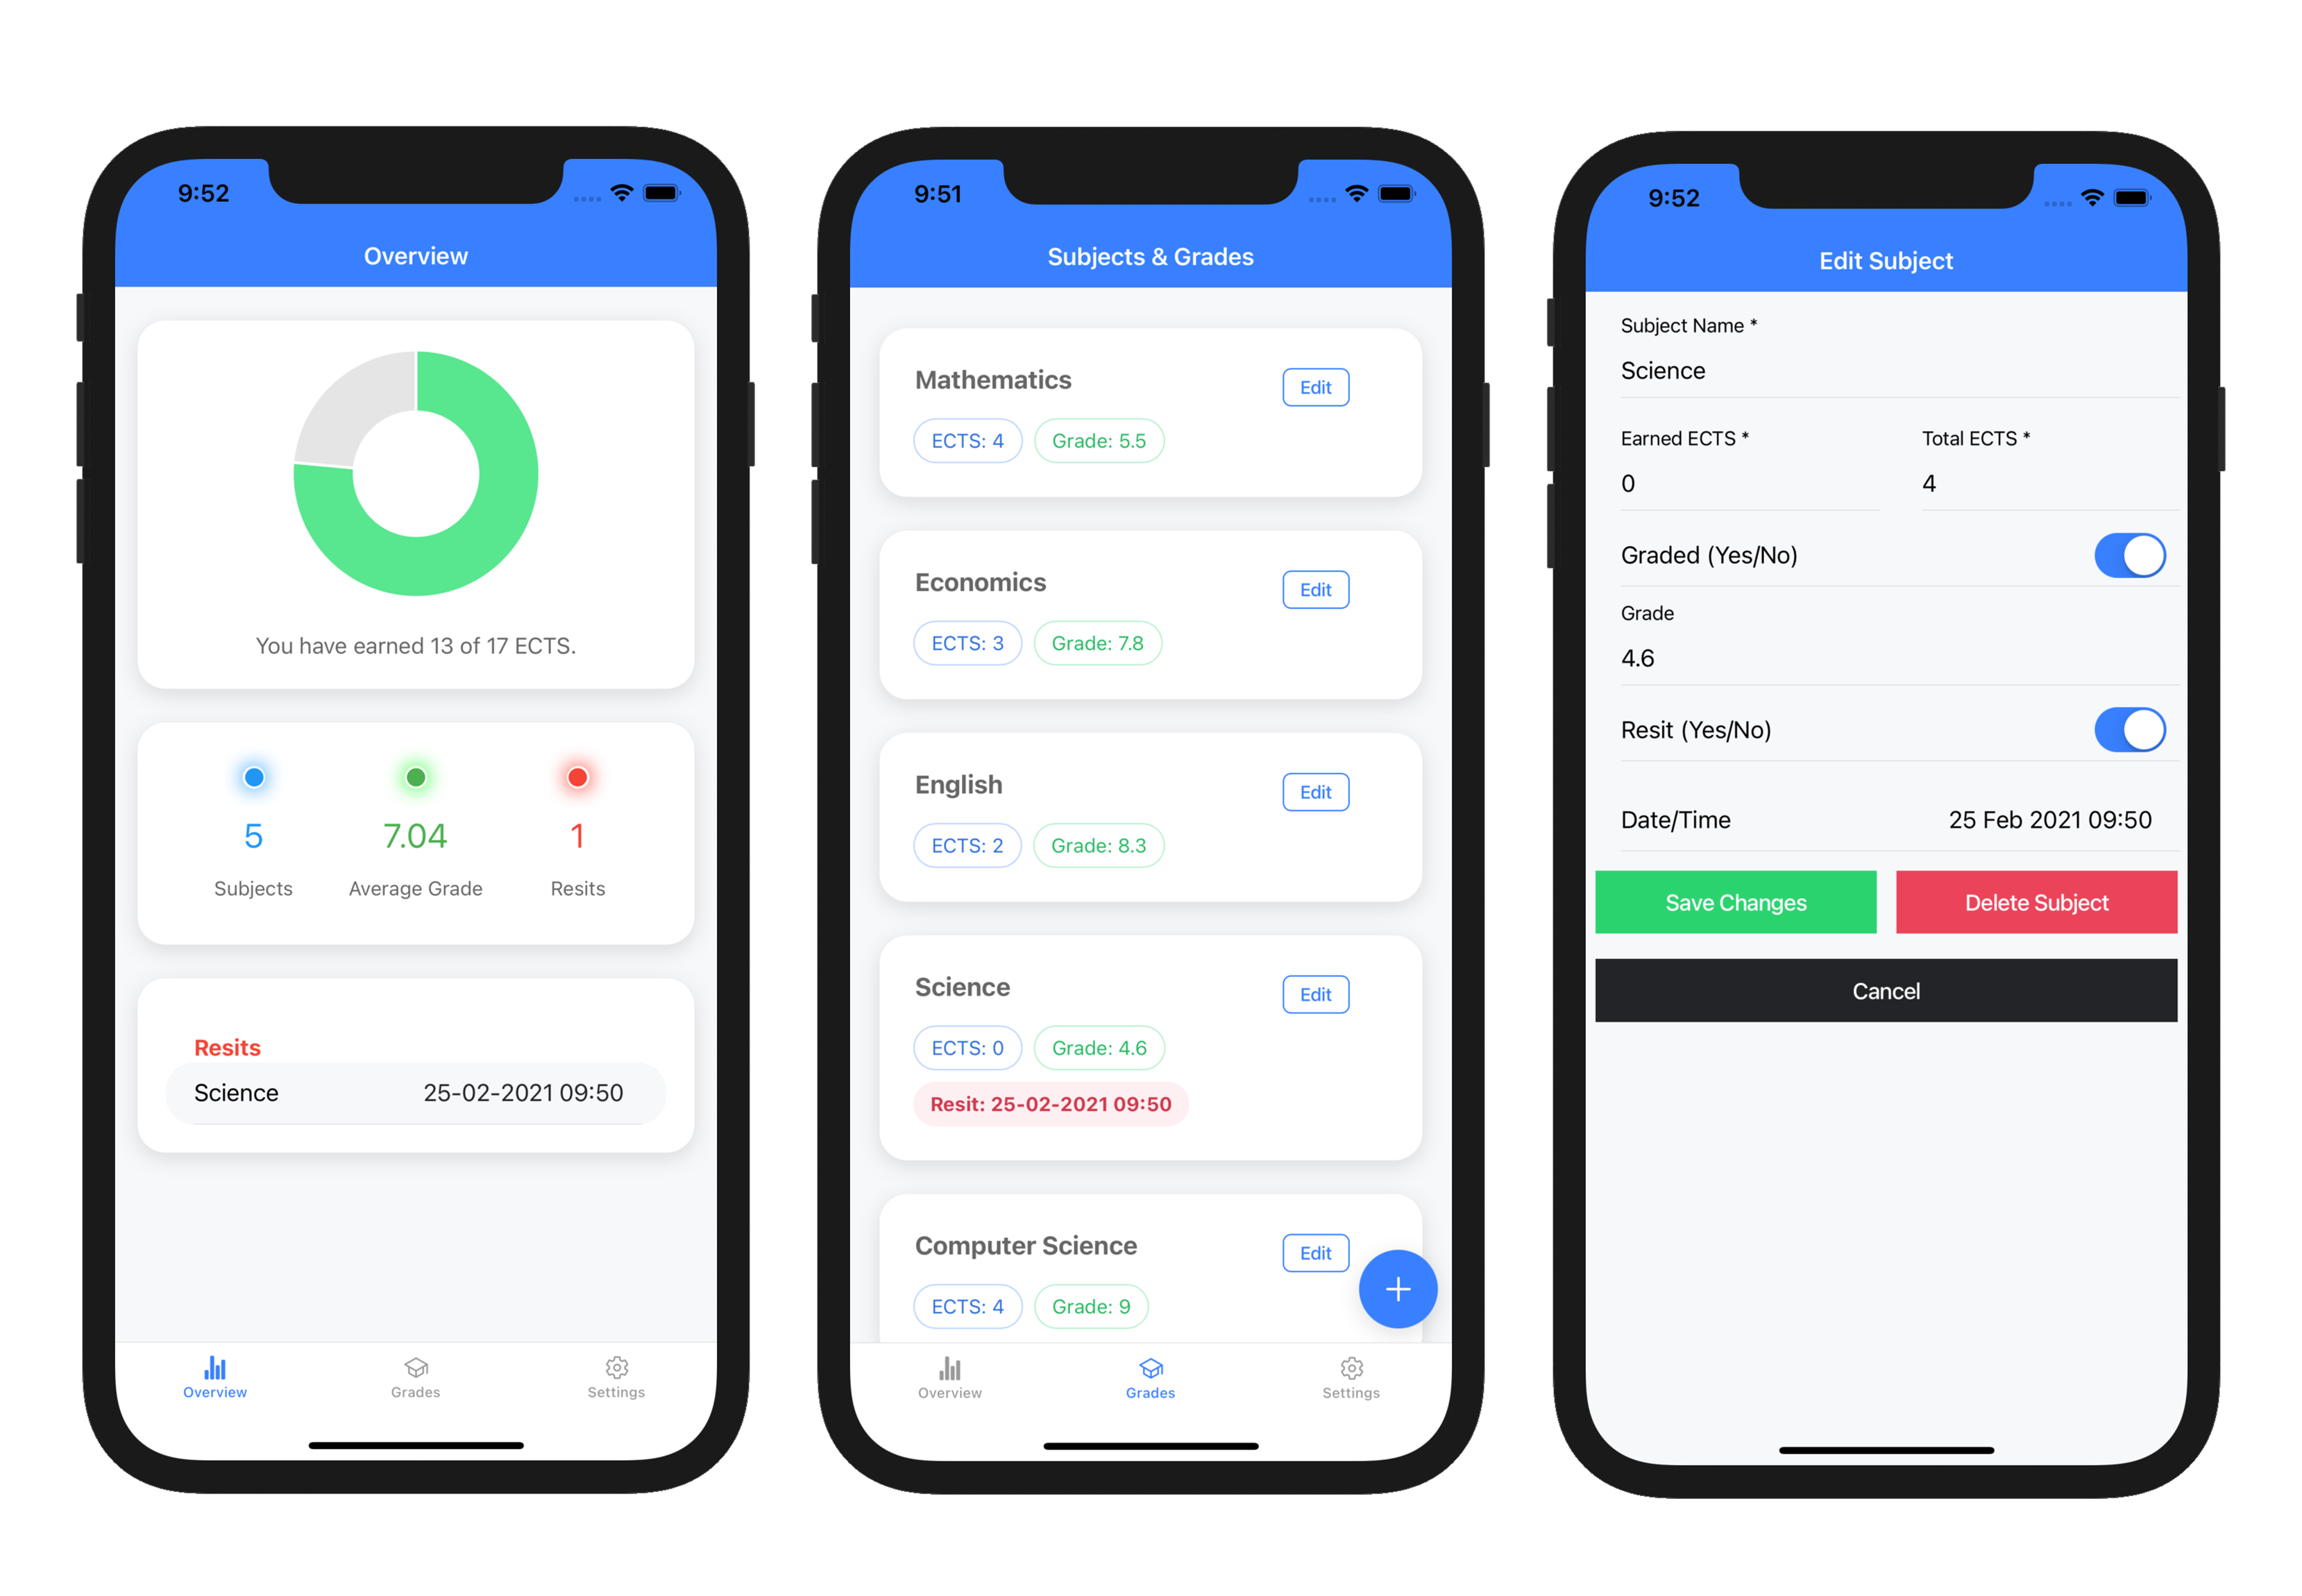 9:52
Overview
You have earned 13 of 17 ECTS.
5 7.04 1
Subjects Average Grade Resits
Resits
Science 25-02-2021 09:50
Overview Grades Settings
9:51
Subjects & Grades
Mathematics Edit
ECTS: 4 Grade: 5.5
Economics Edit
ECTS: 3 Grade: 7.8
English Edit
ECTS: 2 Grade: 8.3
Science Edit
ECTS: 0 Grade: 4.6
Resit: 25-02-2021 09:50
Computer Science Edit
ECTS: 4 Grade: 9
Overview Grades Settings
9:52
Edit Subject
Subject Name *
Science
Earned ECTS * Total ECTS *
0 4
Graded (Yes/No)
Grade
4.6
Resit (Yes/No)
Date/Time 25 Feb 2021 09:50
Save Changes Delete Subject
Cancel